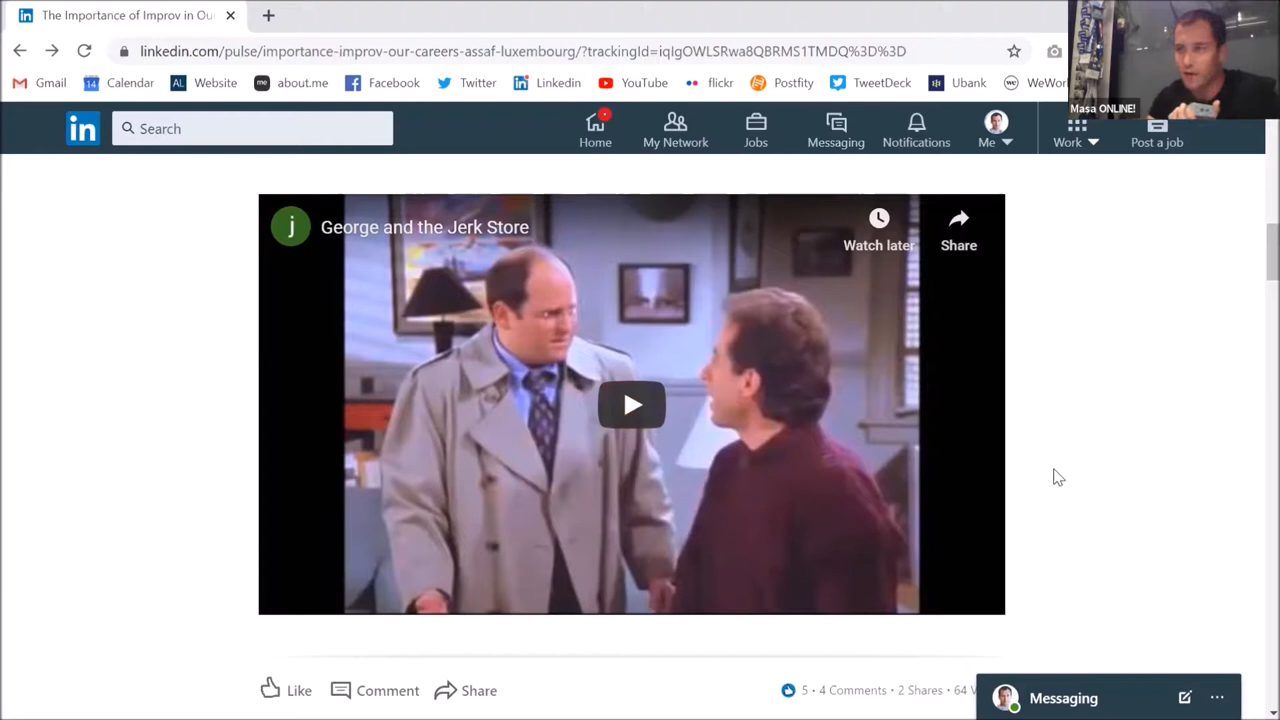 The Importance of Improv in Ou
linkedin.com/pulse/importance-improv-our-careers-assaf-luxembourg/?trackingId=iqIgOWLSRwa8QBRMS1TMDQ%3D%3D
Gmail Calendar Website about.me Facebook Twitter Linkedin YouTube flickr Postfity TweetDeck Ubank WeWor
Masa ONLINE!
in Search Home My Network Jobs Messaging Notifications Me Work Post a job
j George and the Jerk Store Watch later Share
Like Comment Share 5 • 4 Comments • 2 Shares • 64 V
Messaging